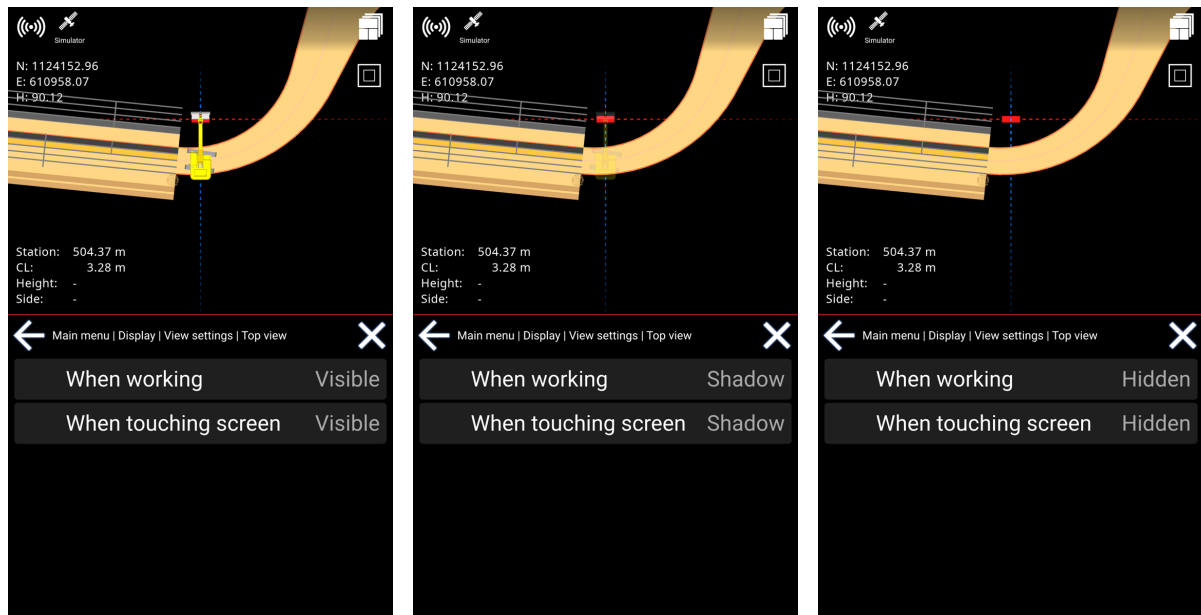 Simulator
N: 1124152.96
E: 610958.07
H: 90.12
Station: 504.37 m
CL: 3.28 m
Height: -
Side: -
Main menu | Display | View settings | Top view
When working Visible
When touching screen Visible
Simulator
N: 1124152.96
E: 610958.07
H: 90.12
Station: 504.37 m
CL: 3.28 m
Height: -
Side: -
Main menu | Display | View settings | Top view
When working Shadow
When touching screen Shadow
Simulator
N: 1124152.96
E: 610958.07
H: 90.12
Station: 504.37 m
CL: 3.28 m
Height: -
Side: -
Main menu | Display | View settings | Top view
When working Hidden
When touching screen Hidden